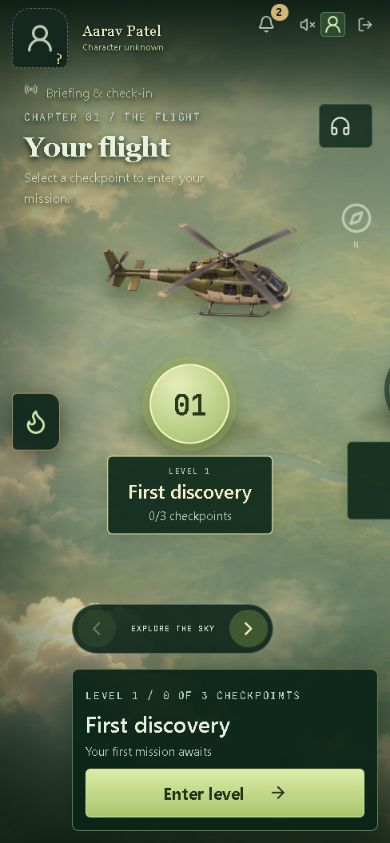 2
Aarav Patel
Character unknown
?
Briefing & check-in
CHAPTER 01 / THE FLIGHT
Your flight
Select a checkpoint to enter your
mission.
N
01
LEVEL 1
First discovery
0/3 checkpoints
EXPLORE THE SKY
LEVEL 1 / 0 OF 3 CHECKPOINTS
First discovery
Your first mission awaits
Enter level